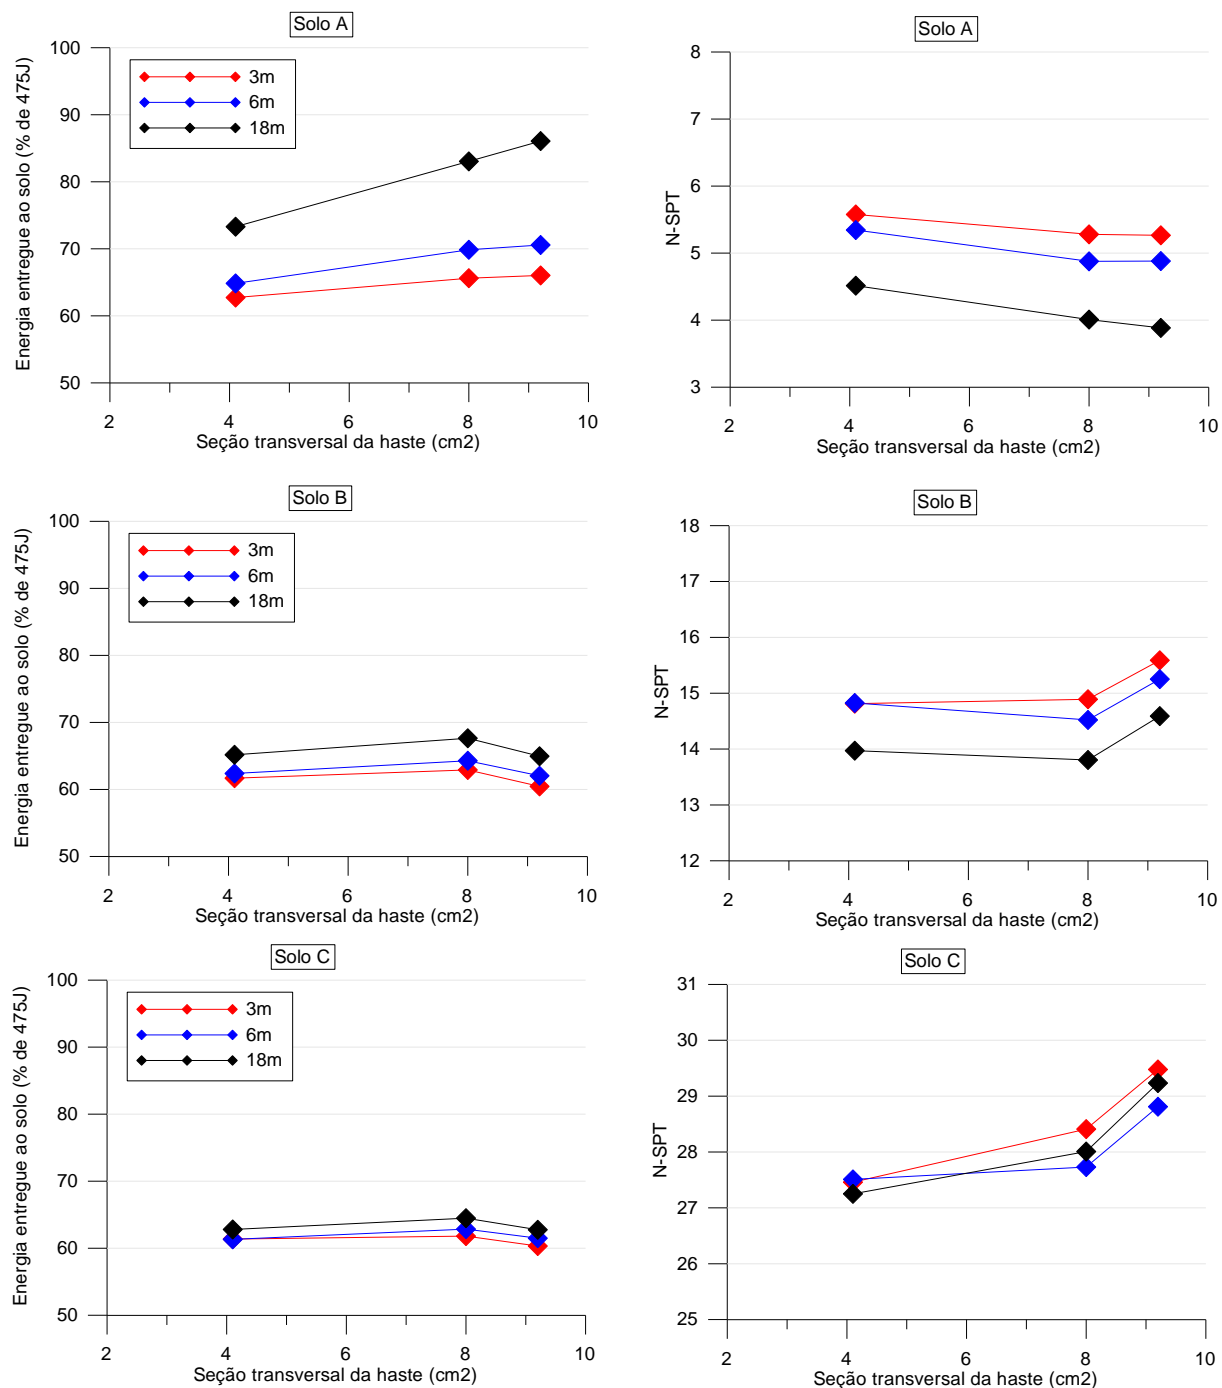 Solo A
Energia entregue ao solo (% de 475J)
100
90
80
70
60
50
3m
6m
18m
2 4 6 8 10
Seção transversal da haste (cm2)
Solo A
N-SPT
8
7
6
5
4
3
2 4 6 8 10
Seção transversal da haste (cm2)
Solo B
Energia entregue ao solo (% de 475J)
100
90
80
70
60
50
3m
6m
18m
2 4 6 8 10
Seção transversal da haste (cm2)
Solo B
N-SPT
18
17
16
15
14
13
12
2 4 6 8 10
Seção transversal da haste (cm2)
Solo C
Energia entregue ao solo (% de 475J)
100
90
80
70
60
50
3m
6m
18m
2 4 6 8 10
Seção transversal da haste (cm2)
Solo C
N-SPT
31
30
29
28
27
26
25
2 4 6 8 10
Seção transversal da haste (cm2)